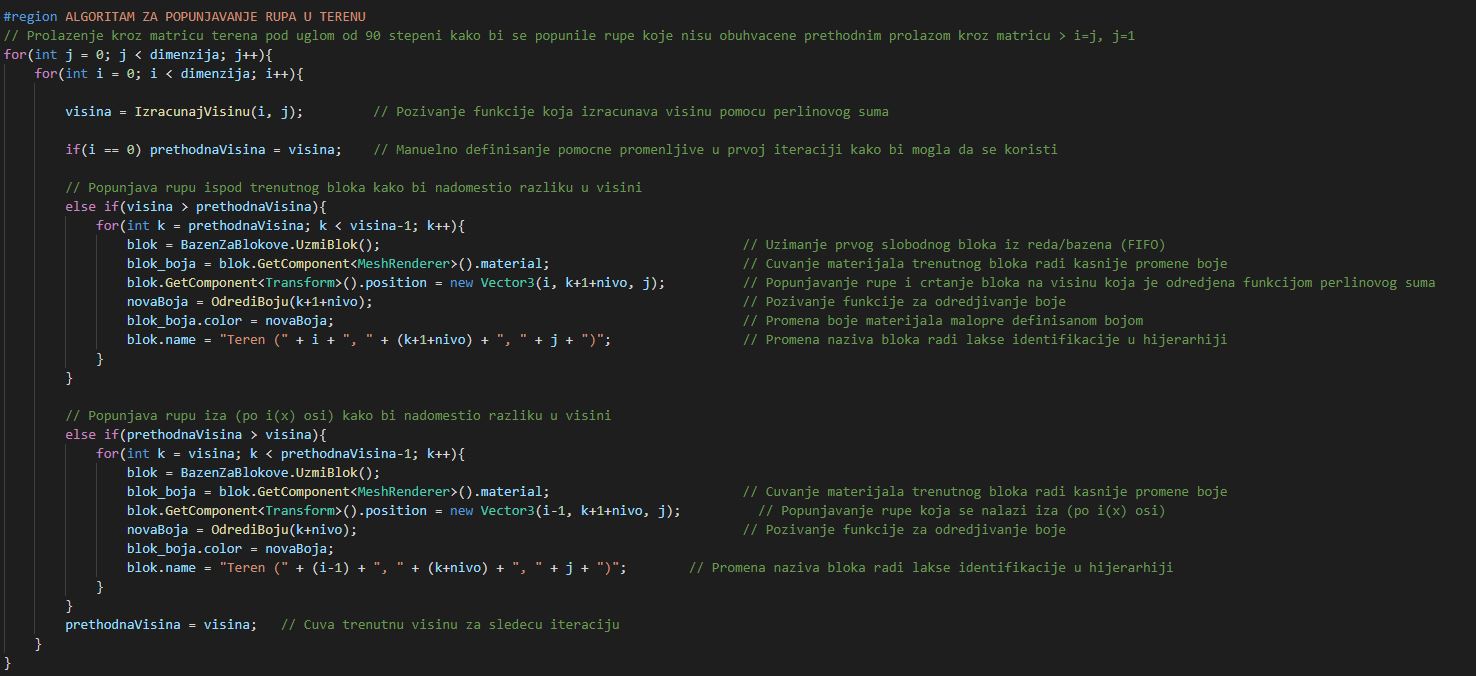 #region ALGORITAM ZA POPUNJAVANJE RUPA U TERENU
// Prolazenje kroz matricu terena pod uglom od 90 stepeni kako bi se popunile rupe koje nisu obuhvacene prethodnim prolazom kroz matricu > i=j, j=1
for(int j = 0; j < dimenzija; j++){
for(int i = 0; i < dimenzija; i++){
visina = IzracunajVisinu(i, j); // Pozivanje funkcije koja izracunava visinu pomocu perlinovog suma
if(i == 0) prethodnaVisina = visina; // Manuelno definisanje pomocne promenljive u prvoj iteraciji kako bi mogla da se koristi
// Popunjava rupu ispod trenutnog bloka kako bi nadomestio razliku u visini
else if(visina > prethodnaVisina){
for(int k = prethodnaVisina; k < visina-1; k++){
blok = BazenZaBlokove.UzmiBlok(); // Uzimanje prvog slobodnog bloka iz reda/bazena (FIFO)
blok_boja = blok.GetComponent<MeshRenderer>().material; // Cuvanje materijala trenutnog bloka radi kasnije promene boje
blok.GetComponent<Transform>().position = new Vector3(i, k+1+nivo, j); // Popunjavanje rupe i crtanje bloka na visinu koja je odredjena funkcijom perlinovog suma
novaBoja = OdrediBoju(k+1+nivo); // Pozivanje funkcije za odredjivanje boje
blok_boja.color = novaBoja; // Promena boje materijala malopre definisanom bojom
blok.name = "Teren (" + i + ", " + (k+1+nivo) + ", " + j + ")"; // Promena naziva bloka radi lakse identifikacije u hijerarhiji
}
}
// Popunjava rupu iza (po i(x) osi) kako bi nadomestio razliku u visini
else if(prethodnaVisina > visina){
for(int k = visina; k < prethodnaVisina-1; k++){
blok = BazenZaBlokove.UzmiBlok();
blok_boja = blok.GetComponent<MeshRenderer>().material; // Cuvanje materijala trenutnog bloka radi kasnije promene boje
blok.GetComponent<Transform>().position = new Vector3(i-1, k+1+nivo, j); // Popunjavanje rupe koja se nalazi iza (po i(x) osi)
novaBoja = OdrediBoju(k+nivo); // Pozivanje funkcije za odredjivanje boje
blok_boja.color = novaBoja;
blok.name = "Teren (" + (i-1) + ", " + (k+nivo) + ", " + j + ")"; // Promena naziva bloka radi lakse identifikacije u hijerarhiji
}
}
prethodnaVisina = visina; // Cuva trenutnu visinu za sledecu iteraciju
}
}